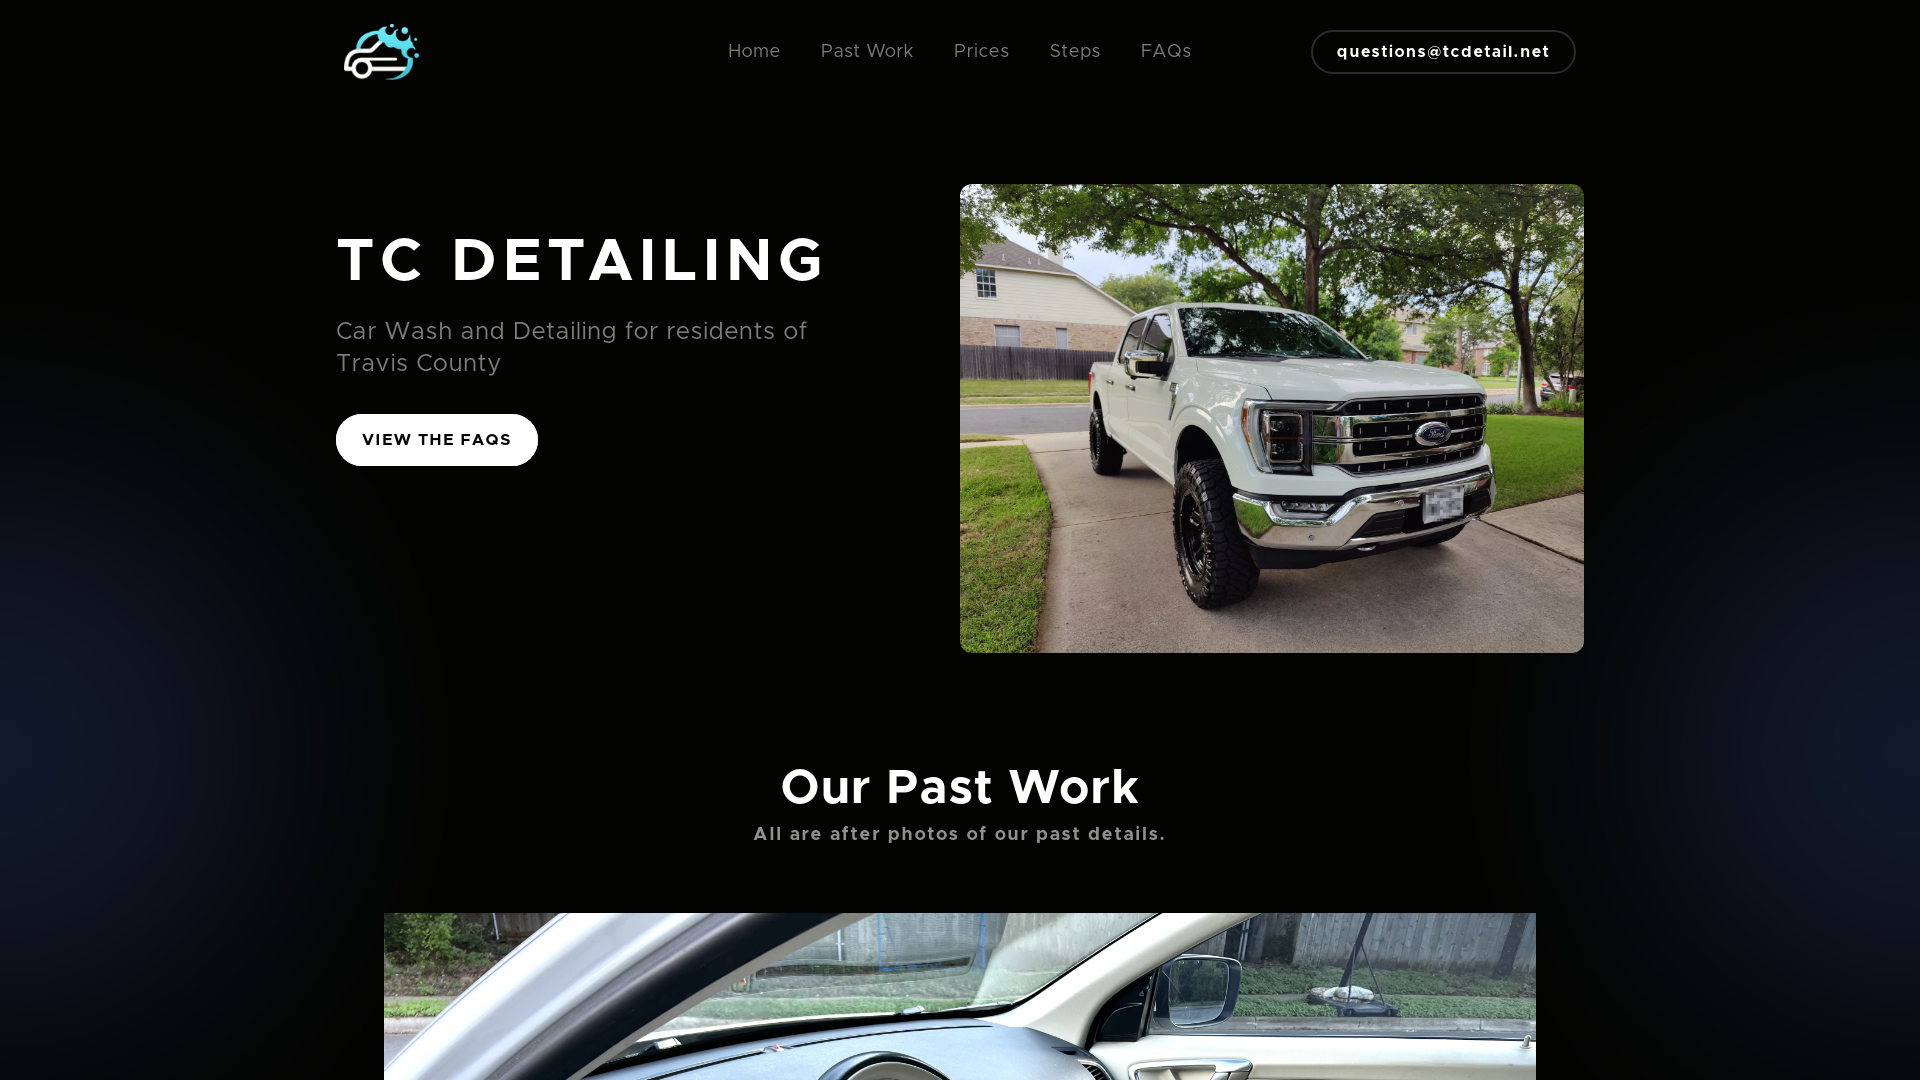 Home
Past Work
Prices
Steps
FAQs
questions@tcdetail.net
TC DETAILING
Car Wash and Detailing for residents of
Travis County
VIEW THE FAQS
Ford
Our Past Work
All are after photos of our past details.